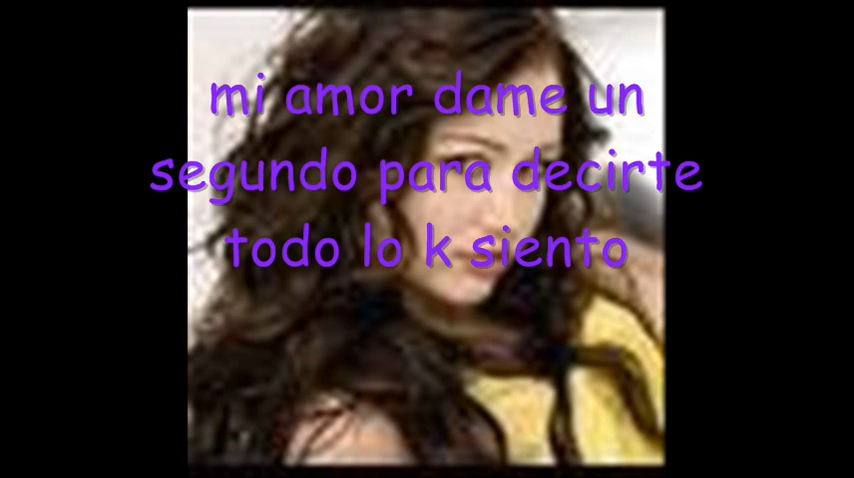 mi amor dame un
segundo para decirte
todo lo k siento